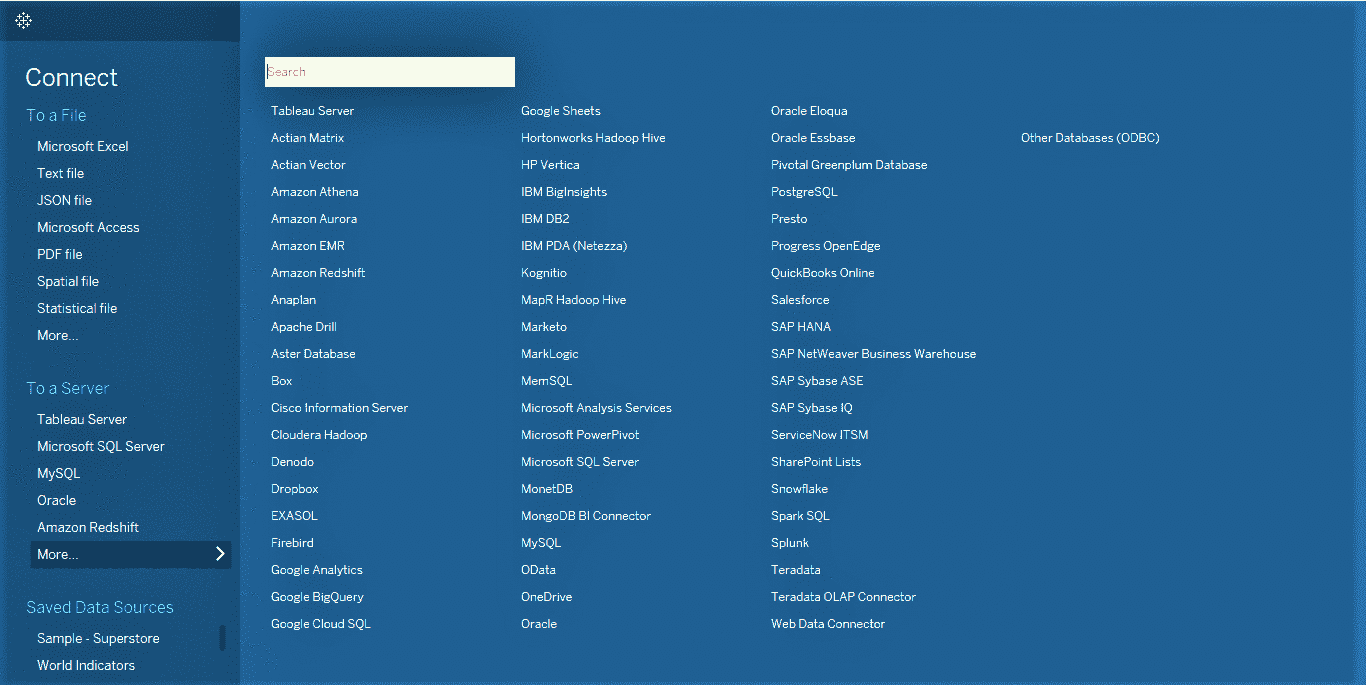 Connect
To a File
Microsoft Excel
Text file
JSON file
Microsoft Access
PDF file
Spatial file
Statistical file
More...
To a Server
Tableau Server
Microsoft SQL Server
MySQL
Oracle
Amazon Redshift
More...
Saved Data Sources
Sample - Superstore
World Indicators
Search
Tableau Server
Actian Matrix
Actian Vector
Amazon Athena
Amazon Aurora
Amazon EMR
Amazon Redshift
Anaplan
Apache Drill
Aster Database
Box
Cisco Information Server
Cloudera Hadoop
Denodo
Dropbox
EXASOL
Firebird
Google Analytics
Google BigQuery
Google Cloud SQL
Google Sheets
Hortonworks Hadoop Hive
HP Vertica
IBM BigInsights
IBM DB2
IBM PDA (Netezza)
Kognitio
MapR Hadoop Hive
Marketo
MarkLogic
MemSQL
Microsoft Analysis Services
Microsoft PowerPivot
Microsoft SQL Server
MonetDB
MongoDB BI Connector
MySQL
OData
OneDrive
Oracle
Oracle Eloqua
Oracle Essbase
Pivotal Greenplum Database
PostgreSQL
Presto
Progress OpenEdge
QuickBooks Online
Salesforce
SAP HANA
SAP NetWeaver Business Warehouse
SAP Sybase ASE
SAP Sybase IQ
ServiceNow ITSM
SharePoint Lists
Snowflake
Spark SQL
Splunk
Teradata
Teradata OLAP Connector
Web Data Connector
Other Databases (ODBC)